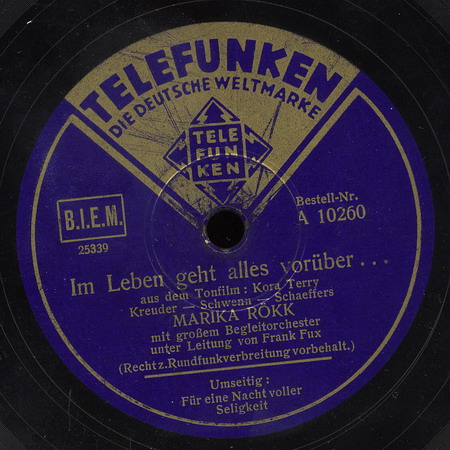 TELEFUNKEN
DIE DEUTSCHE WELTMARKE
TELE
FUN
KEN
B.I.E.M.
25339
Bestell-Nr.
A 10260
Im Leben geht alles vorüber...
aus dem Tonfilm: Kora Terry
Kreuder – Schwenn – Schaeffers
MARIKA RÖKK
mit großem Begleitorchester
unter Leitung von Frank Fux
(Recht z. Rundfunkverbreitung vorbehalt.)
Umseitig:
Für eine Nacht voller
Seligkeit